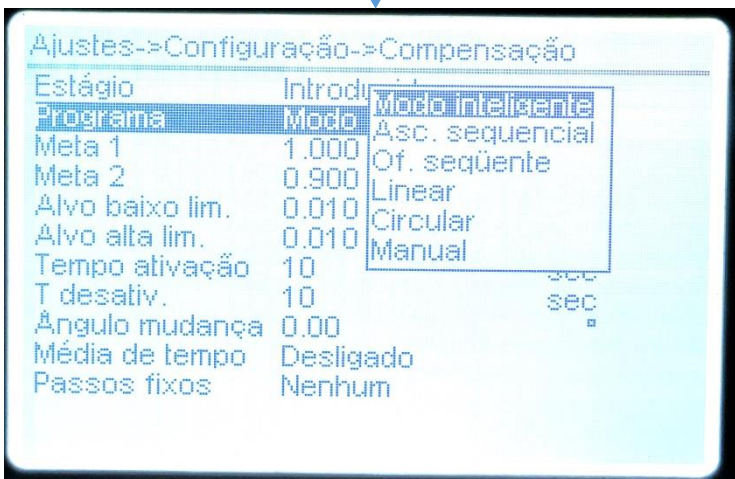 Ajustes->Configuração->Compensação
Estágio Introdu
Programa Modo
Meta 1 1.000
Meta 2 0.900
Alvo baixo lim. 0.010
Alvo alta lim. 0.010
Tempo ativação 10 sec
T desativ. 10 sec
Ângulo mudança 0.00
Média de tempo Desligado
Passos fixos Nenhum
Modo inteligente
Asc. sequencial
Of. seqüente
Linear
Circular
Manual